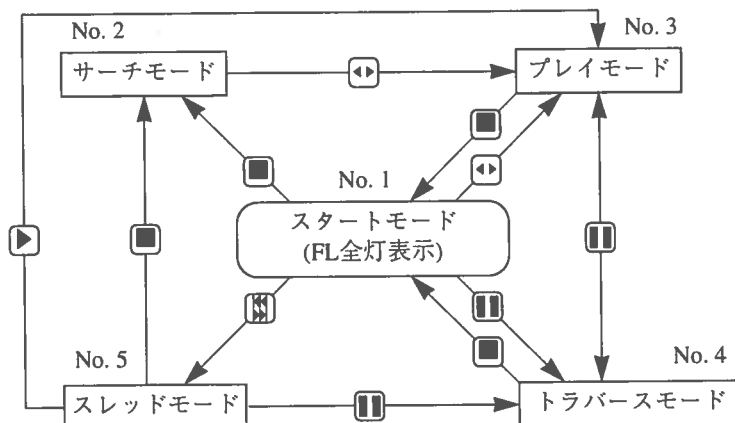 No. 2
サーチモード
No. 3
プレイモード
No. 1
スタートモード
(FL全灯表示)
No. 5
スレッドモード
No. 4
トラバースモード